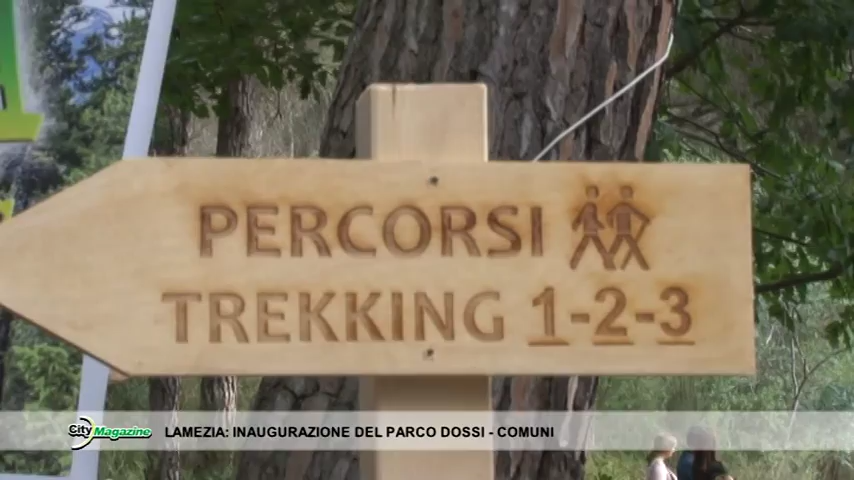 PERCORSI
TREKKING 1-2-3
City Magazine LAMEZIA: INAUGURAZIONE DEL PARCO DOSSI - COMUNI